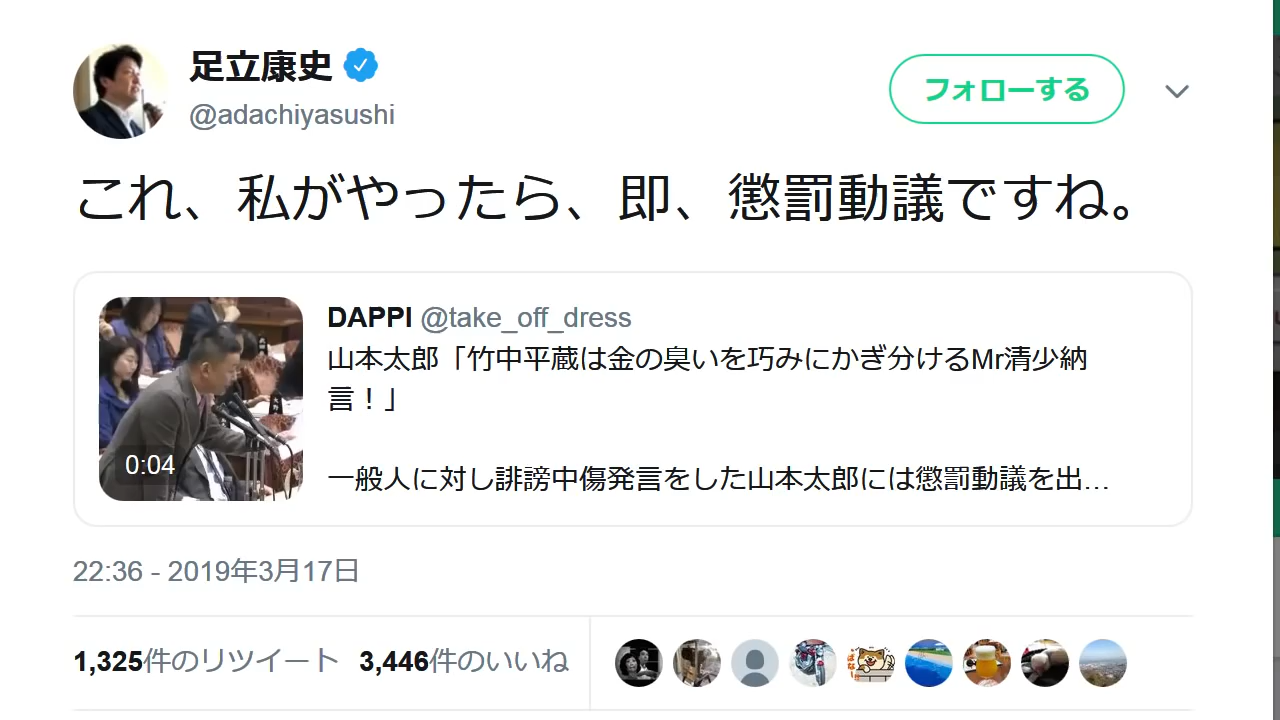 足立康史
@adachiyasushi
フォローする
これ、私がやったら、即、懲罰動議ですね。
DAPPI @take_off_dress
山本太郎「竹中平蔵は金の臭いを巧みにかぎ分けるMr清少納
言！」
一般人に対し誹謗中傷発言をした山本太郎には懲罰動議を出…
0:04
22:36 - 2019年3月17日
1,325件のリツイート 3,446件のいいね